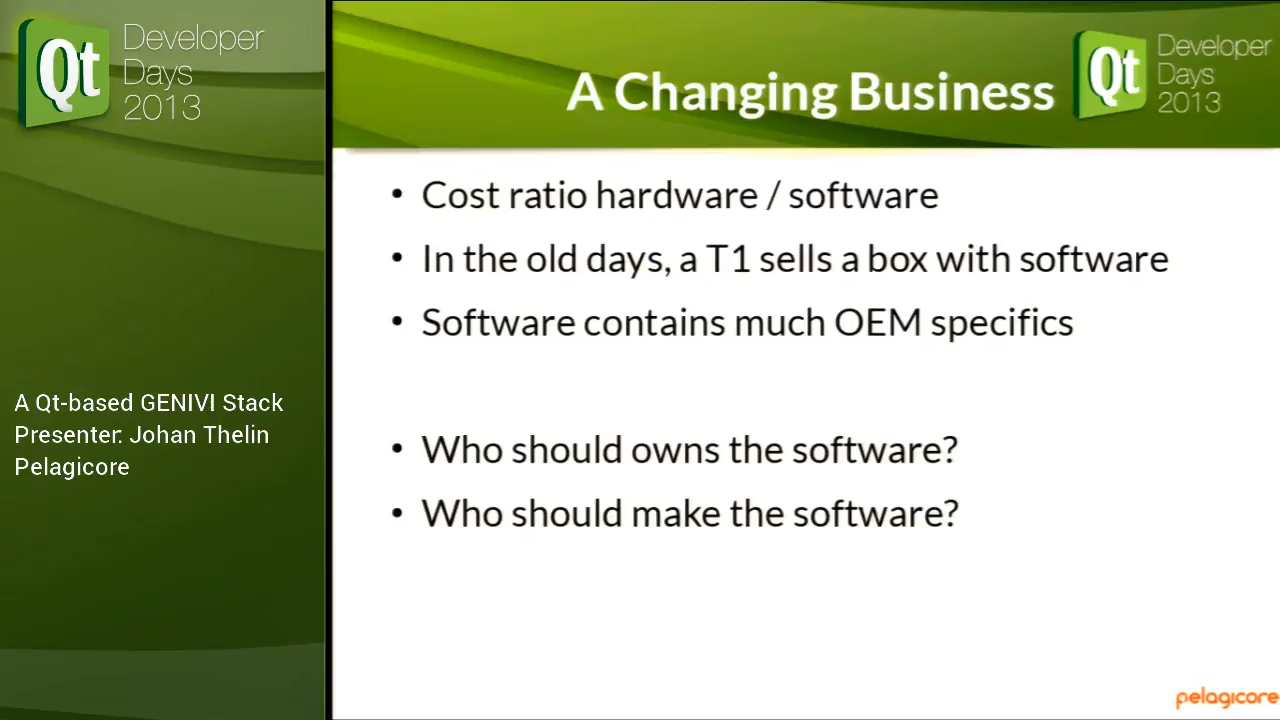 Qt Developer
Days
2013
A Qt-based GENIVI Stack
Presenter: Johan Thelin
Pelagicore
A Changing Business
Qt Developer
Days
2013
• Cost ratio hardware / software
• In the old days, a T1 sells a box with software
• Software contains much OEM specifics
• Who should owns the software?
• Who should make the software?
pelagicore